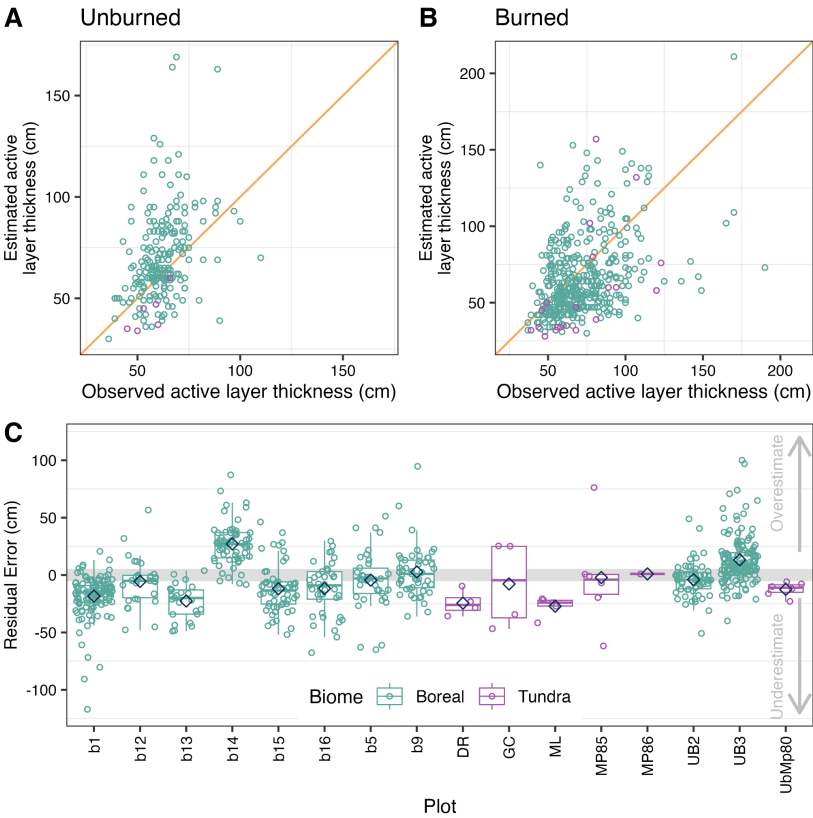 A
Unburned
Estimated active
layer thickness (cm)
150
100
50
50
100
150
Observed active layer thickness (cm)
B
Burned
Estimated active
layer thickness (cm)
200
150
100
50
50
100
150
200
Observed active layer thickness (cm)
C
Residual Error (cm)
100
50
0
-50
-100
Overestimate
Underestimate
Biome
Boreal
Tundra
b1
b12
b13
b14
b15
b16
b5
b9
DR
GC
ML
MP85
MP86
UB2
UB3
UbMp80
Plot